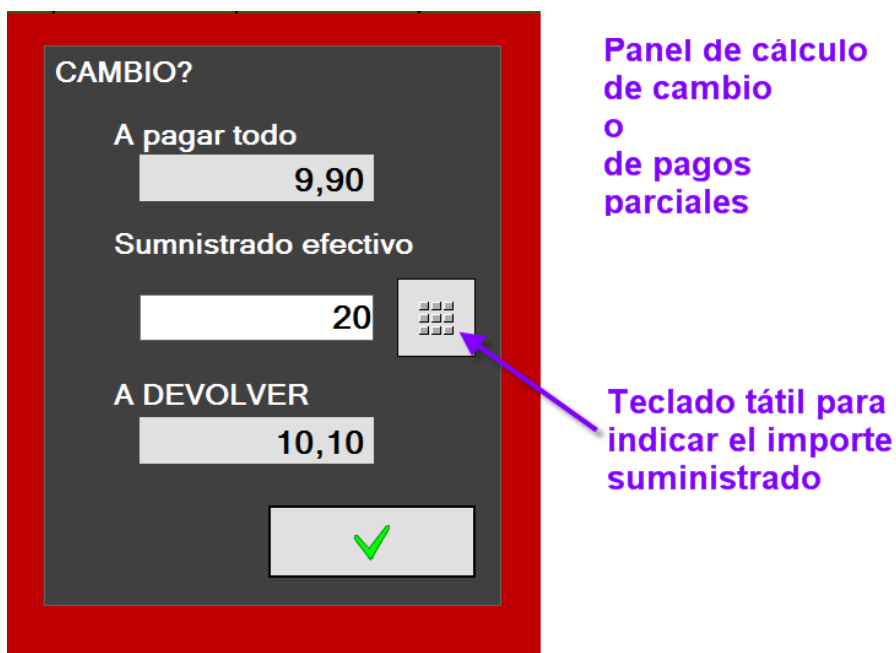 CAMBIO?
A pagar todo
9,90
Sumnistrado efectivo
20
A DEVOLVER
10,10
Panel de cálculo
de cambio
o
de pagos
parciales
Teclado tátil para
indicar el importe
suministrado